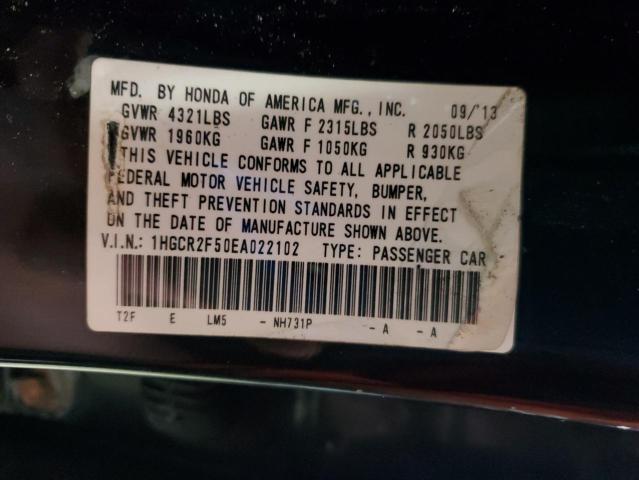 MFD. BY HONDA OF AMERICA MFG., INC. 09/13
GVWR 4321LBS GAWR F 2315LBS R 2050LBS
GVWR 1960KG GAWR F 1050KG R 930KG
THIS VEHICLE CONFORMS TO ALL APPLICABLE
FEDERAL MOTOR VEHICLE SAFETY, BUMPER,
AND THEFT PREVENTION STANDARDS IN EFFECT
ON THE DATE OF MANUFACTURE SHOWN ABOVE.
V.I.N.: 1HGCR2F50EA022102 TYPE: PASSENGER CAR
T2F E LM5 - NH731P - A - A